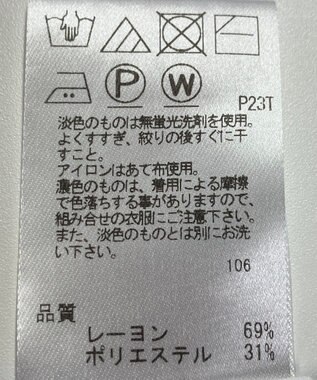 P W
P23T
淡色のものは無蛍光洗剤を使用。
よくすすぎ、絞りの後すぐに干
すこと。
アイロンはあて布使用。
濃色のものは、着用による摩擦
で色落ちする事がありますので、
組み合せの衣服にご注意下さい。
また、淡色のものとは別にお洗
い下さい。
106
品質
レーヨン 69%
ポリエステル 31%